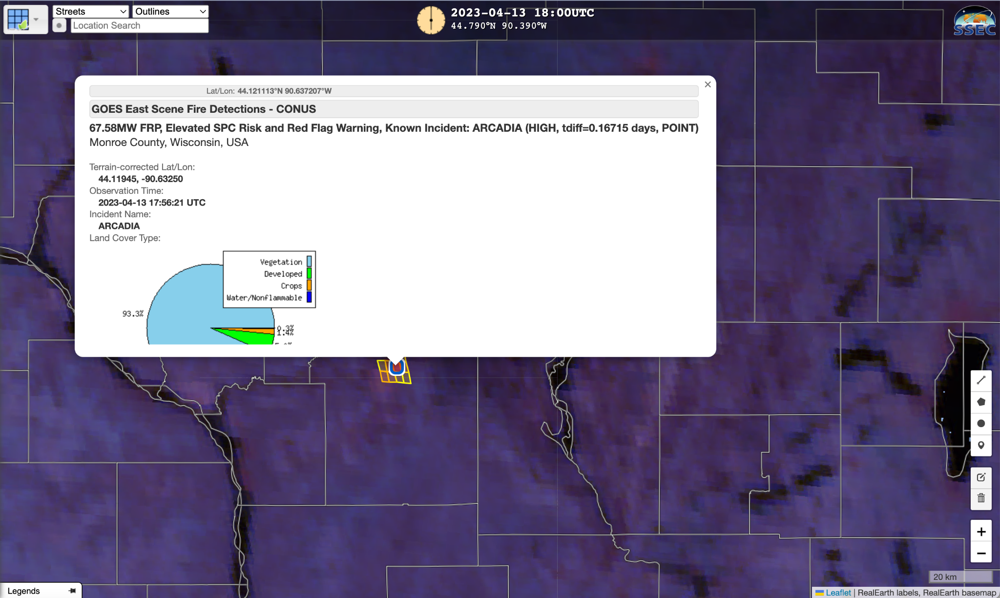 Streets
Outlines
Location Search
2023-04-13 18:00UTC
44.790°N 90.390°W
SSEC
Lat/Lon: 44.121113°N 90.637207°W
GOES East Scene Fire Detections - CONUS
67.58MW FRP, Elevated SPC Risk and Red Flag Warning, Known Incident: ARCADIA (HIGH, tdiff=0.16715 days, POINT)
Monroe County, Wisconsin, USA
Terrain-corrected Lat/Lon:
44.11945, -90.63250
Observation Time:
2023-04-13 17:56:21 UTC
Incident Name:
ARCADIA
Land Cover Type:
Vegetation
Developed
Crops
Water/Nonflammable
93.3%
0.3%
1.4%
20 km
Legends
Leaflet | RealEarth labels, RealEarth basemap